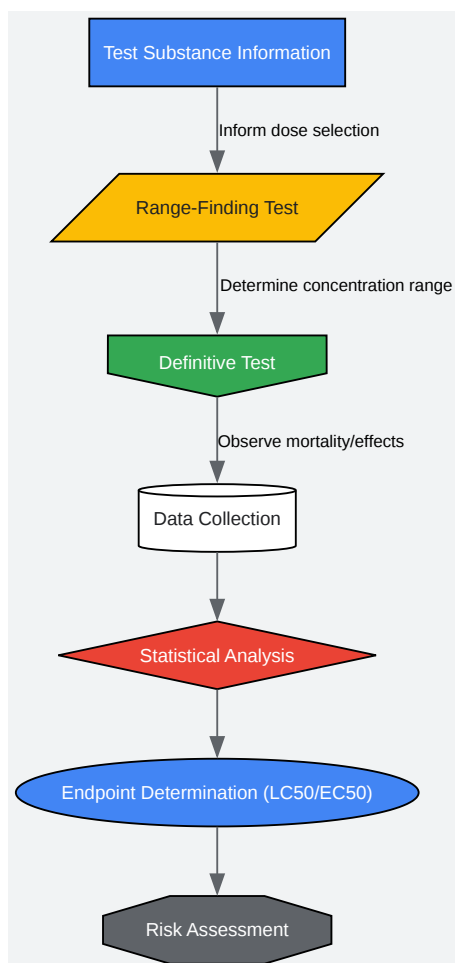 Test Substance Information
Inform dose selection
Range-Finding Test
Determine concentration range
Definitive Test
Observe mortality/effects
Data Collection
Statistical Analysis
Endpoint Determination (LC50/EC50)
Risk Assessment